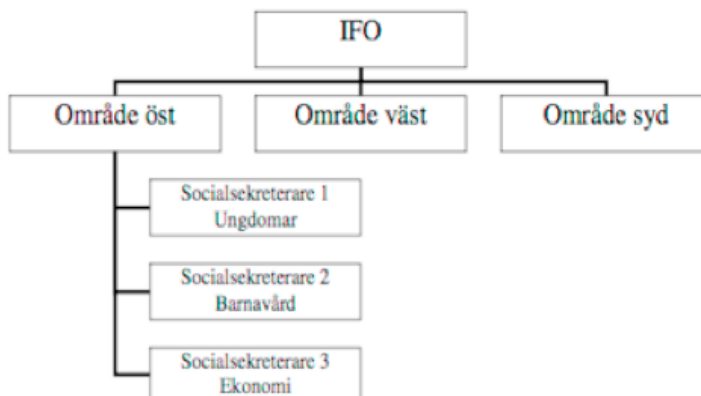 IFO
Område öst
Område väst
Område syd
Socialsekreterare 1
Ungdomar
Socialsekreterare 2
Barnavård
Socialsekreterare 3
Ekonomi